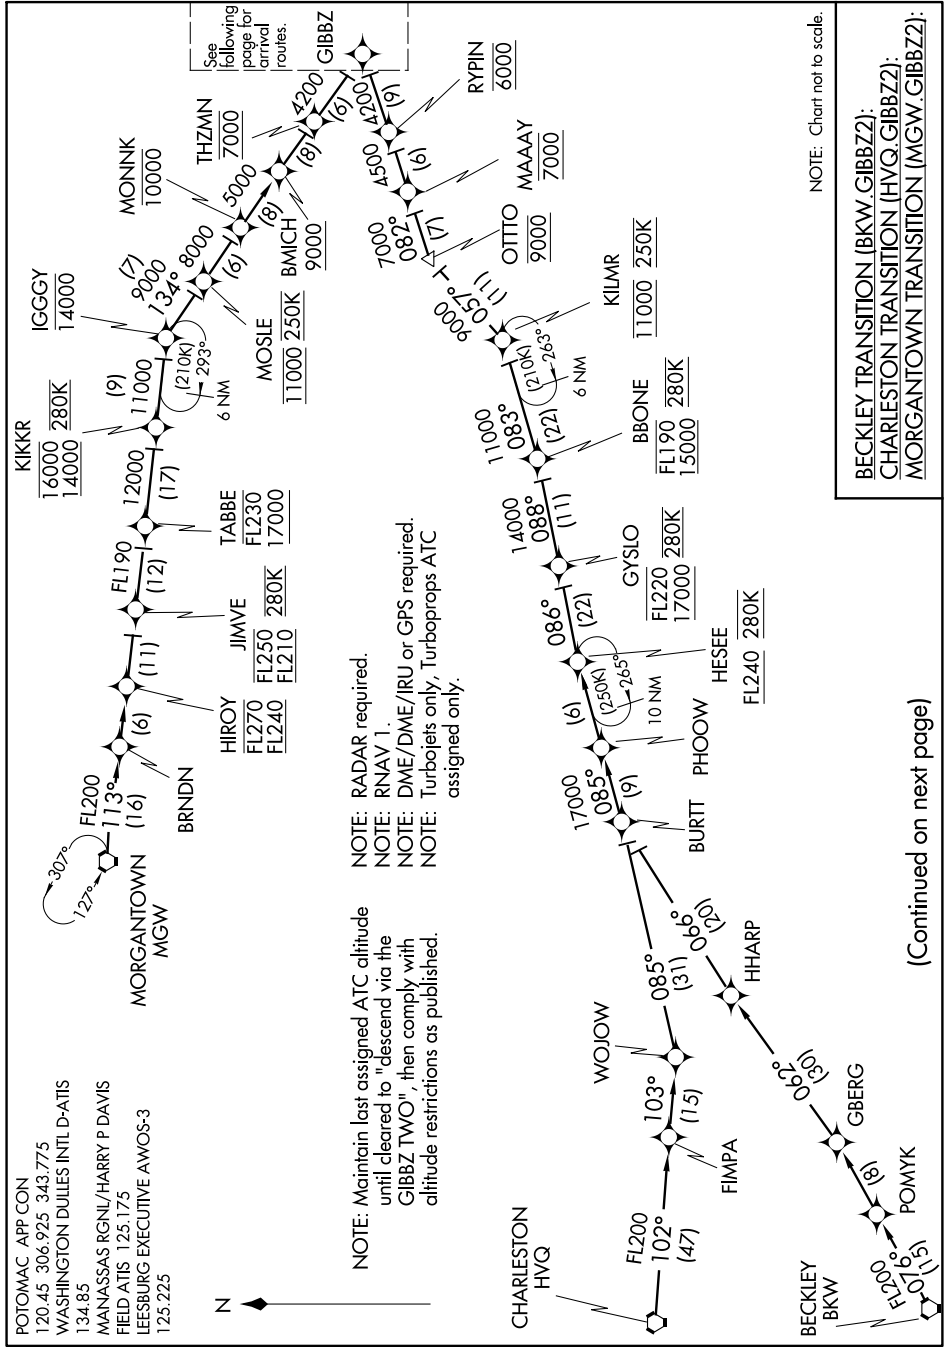 POTOMAC APP CON
120.45 306.925 343.775
WASHINGTON DULLES INTL D-ATIS
134.85
MANASSAS RGNL/HARRY P DAVIS
FIELD ATIS 125.175
LEESBURG EXECUTIVE AWOS-3
125.225
N
MORGANTOWN
MGW
307°
127°
FL200
113°
(16)
BRNDN
(6)
HIROY
FL270
FL240
(11)
JIMVE
FL250 280K
FL210
FL190
(12)
TABBE
FL230
17000
12000
(17)
KIKKR
16000 280K
14000
(9)
11000
IGGGY
14000
(210K)
293°
6 NM
(7)
9000
134°
MOSLE
11000 250K
8000
(6)
MONNK
10000
5000
(8)
BMICH
9000
(8)
THZMN
7000
4200
(6)
See
following
page for
arrival
routes.
GIBBZ
4200
(9)
RYPIN
6000
4500
(6)
MAAAY
7000
7000
082°
(7)
OTTTO
9000
9000
057°
(11)
KILMR
11000 250K
(210K)
263°
6 NM
11000
083°
(22)
BBONE
FL190 280K
15000
14000
088°
(11)
GYSLO
FL220 280K
17000
086°
(22)
HESEE
FL240 280K
(250K)
265°
10 NM
(6)
PHOOW
17000
085°
(9)
BURTT
085°
(31)
WOJOW
103°
(15)
FIMPA
FL200
102°
(47)
CHARLESTON
HVQ
066°
(20)
HHARP
062°
(30)
GBERG
(8)
POMYK
FL200
076°
(15)
BECKLEY
BKW
NOTE: Maintain last assigned ATC altitude
until cleared to "descend via the
GIBBZ TWO", then comply with
altitude restrictions as published.
NOTE: RADAR required.
NOTE: RNAV 1.
NOTE: DME/DME/IRU or GPS required.
NOTE: Turbojets only, Turboprops ATC
assigned only.
(Continued on next page)
NOTE: Chart not to scale.
BECKLEY TRANSITION (BKW.GIBBZ2):
CHARLESTON TRANSITION (HVQ.GIBBZ2):
MORGANTOWN TRANSITION (MGW.GIBBZ2):